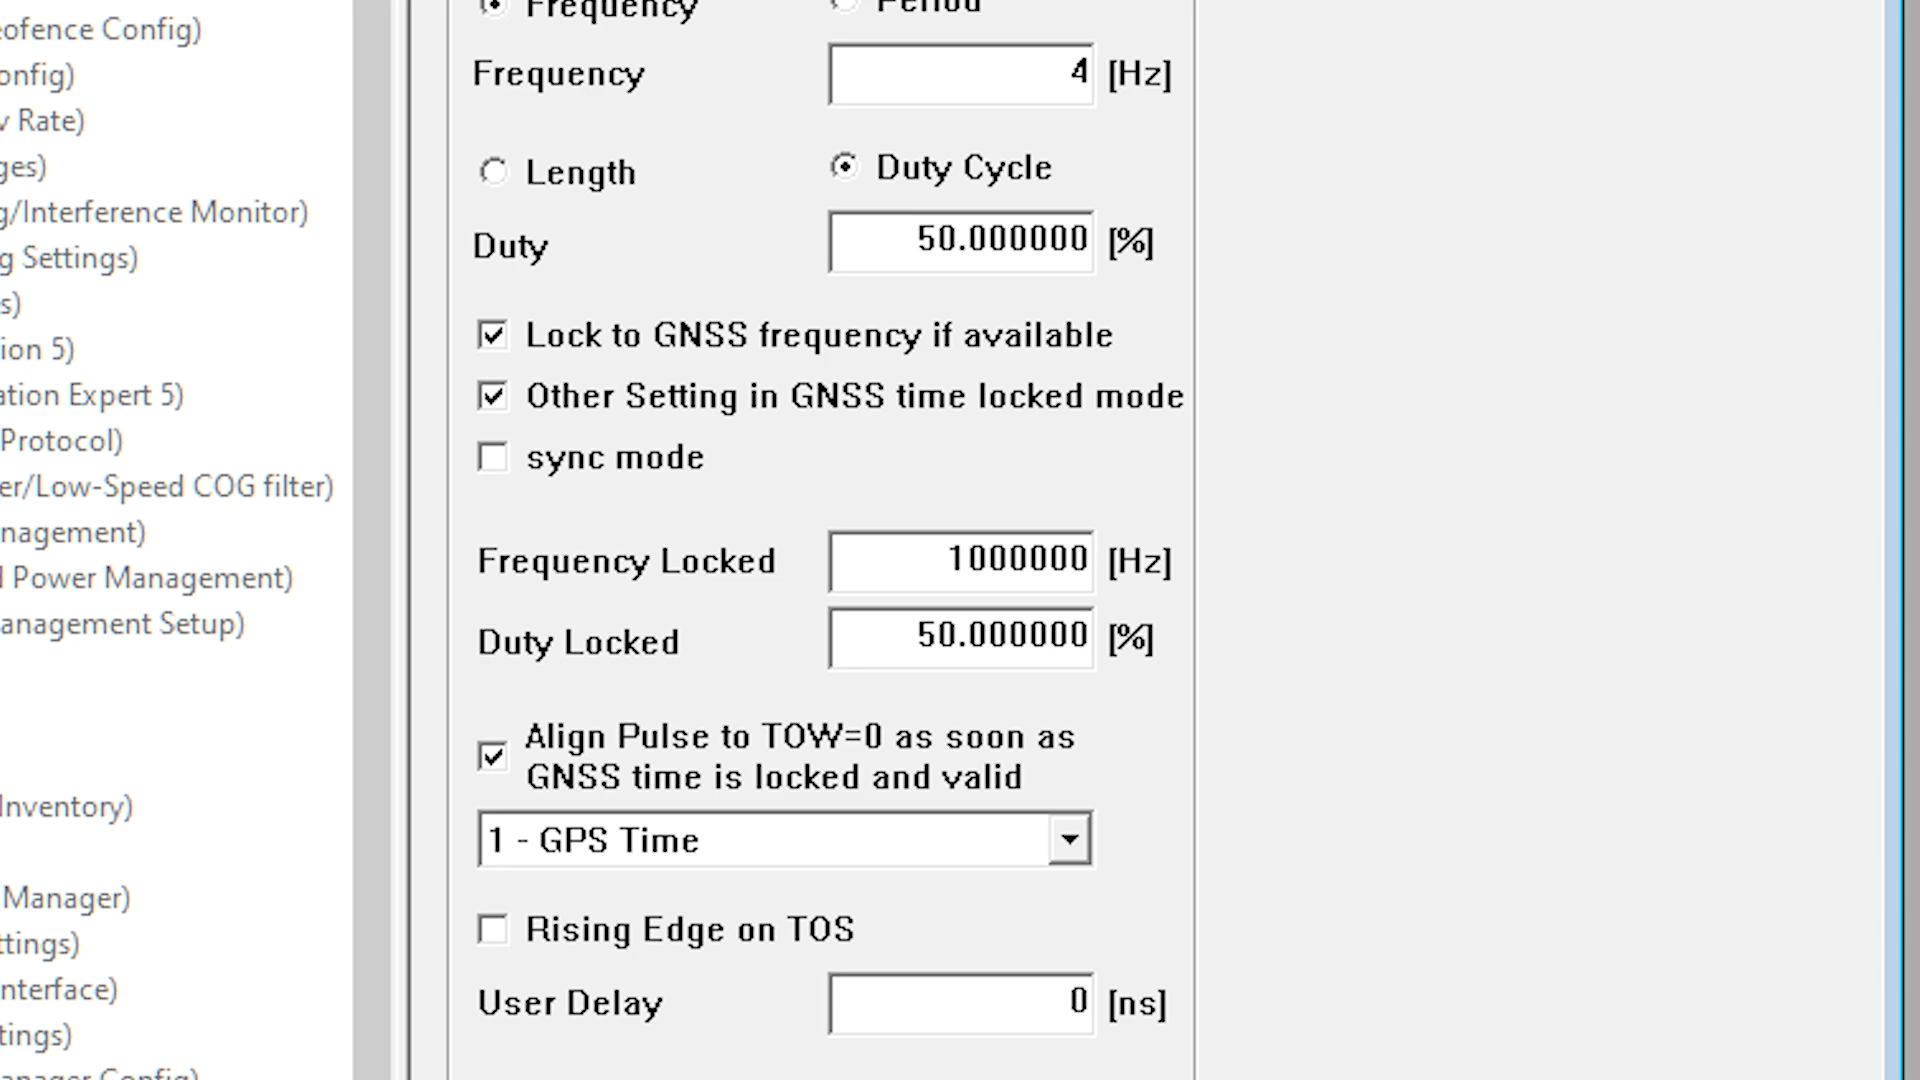 Frequency
Period
eofence Config)
Frequency 4 [Hz]
onfig)
v Rate)
ges)
Length Duty Cycle
g/Interference Monitor)
Duty 50.000000 [%]
g Settings)
s)
Lock to GNSS frequency if available
ion 5)
ation Expert 5)
Other Setting in GNSS time locked mode
Protocol)
sync mode
er/Low-Speed COG filter)
nagement)
Frequency Locked 1000000 [Hz]
l Power Management)
anagement Setup)
Duty Locked 50.000000 [%]
Align Pulse to TOW=0 as soon as
GNSS time is locked and valid
Inventory)
1 - GPS Time
Manager)
Rising Edge on TOS
ttings)
nterface)
User Delay 0 [ns]
tings)
anager Config)